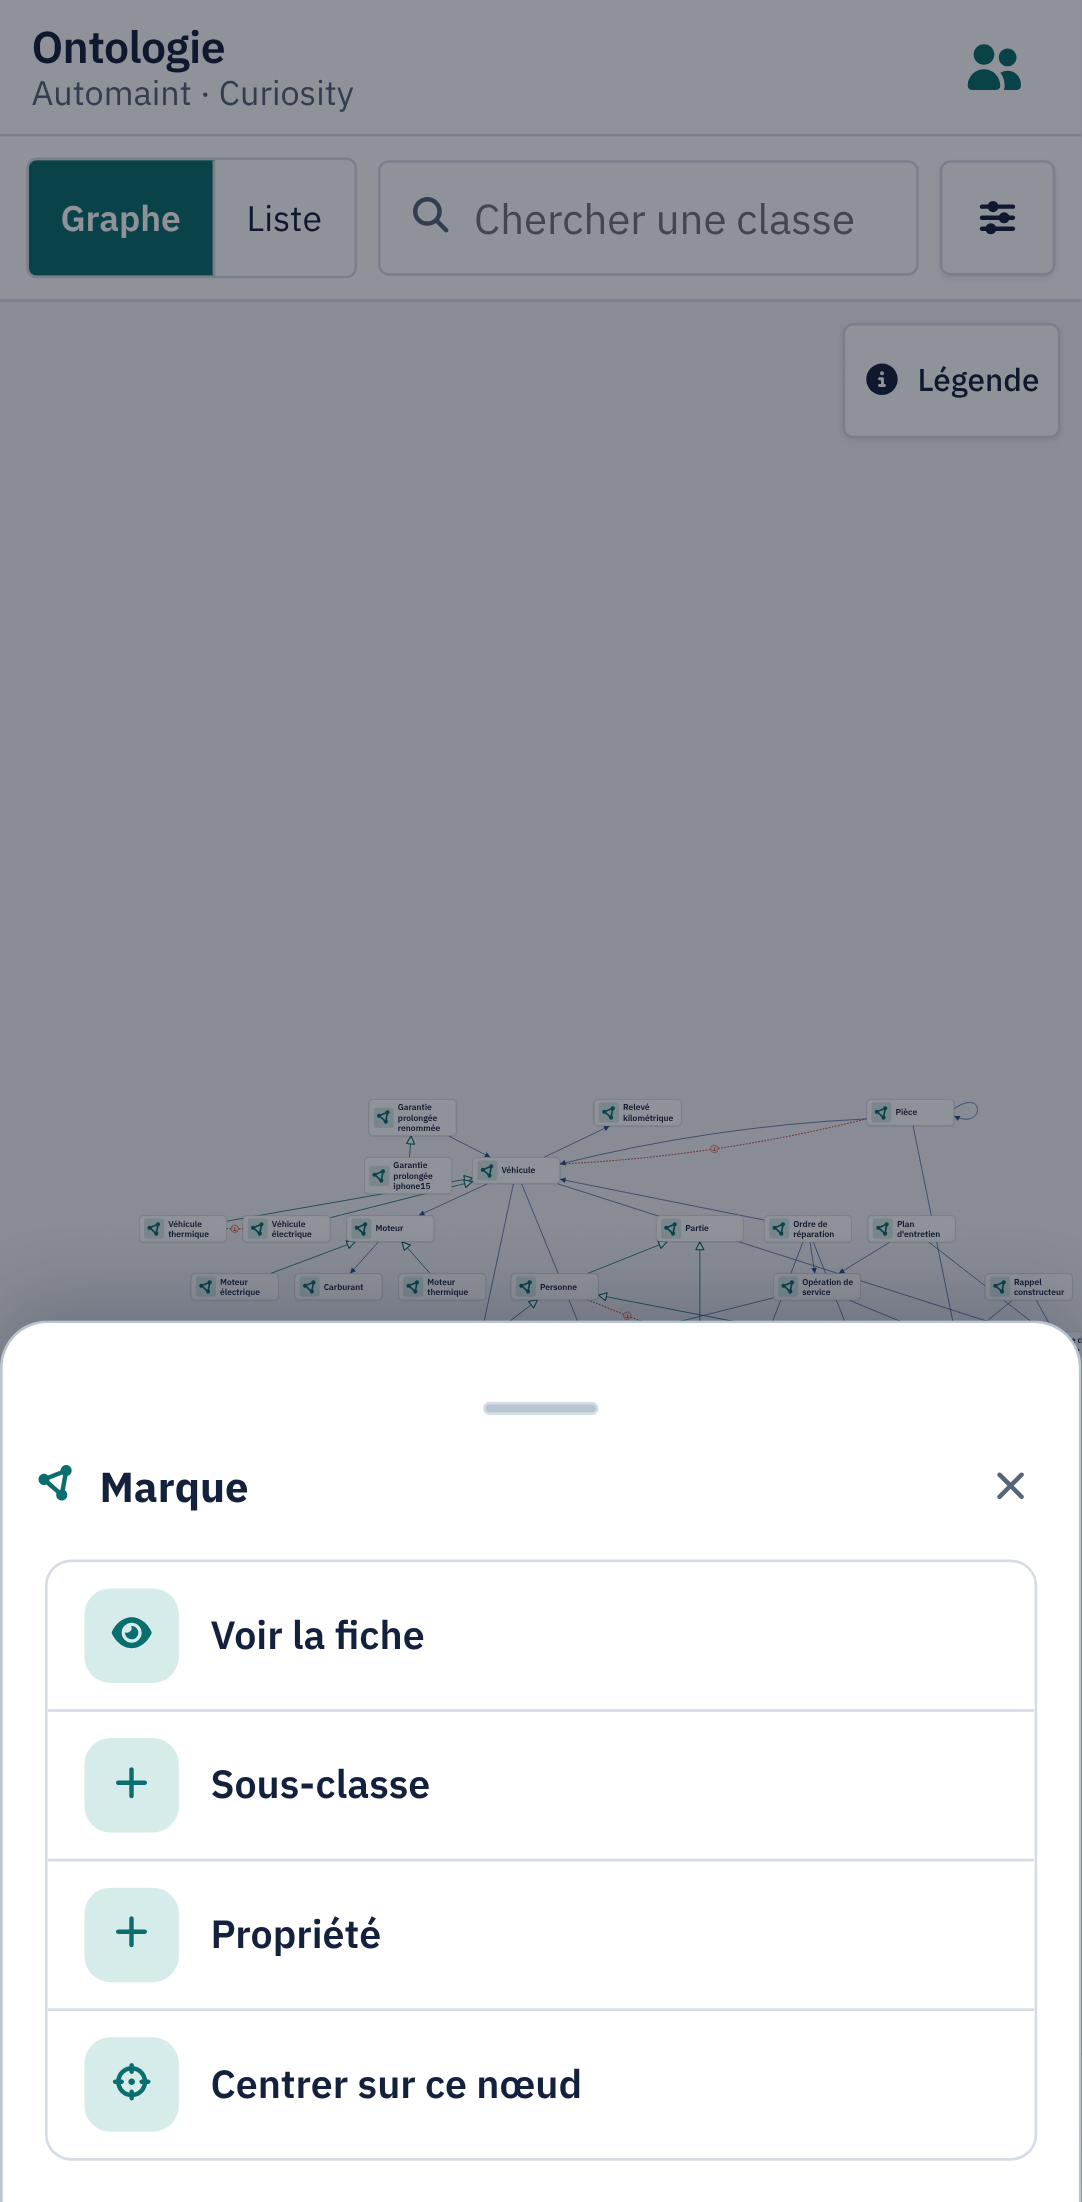 Ontologie
Automaint · Curiosity
Graphe
Liste
Chercher une classe
Légende
Garantie
prolongée
renommée
Relevé
kilométrique
Pièce
Garantie
prolongée
iphone15
Véhicule
Véhicule
thermique
Véhicule
électrique
Moteur
Partie
Ordre de
réparation
Plan
d'entretien
Moteur
électrique
Carburant
Moteur
thermique
Personne
Opération de
service
Rappel
constructeur
Marque
Voir la fiche
Sous-classe
Propriété
Centrer sur ce nœud